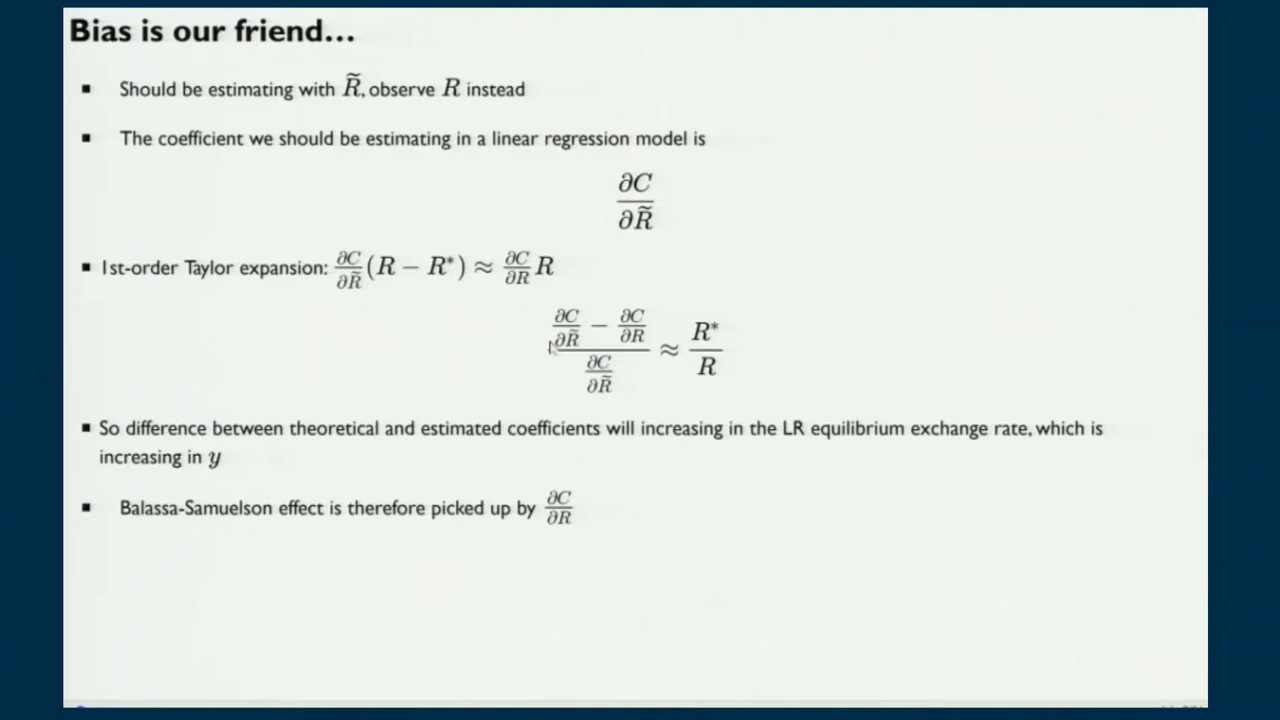 Bias is our friend…
▪ Should be estimating with R̃, observe R instead
▪ The coefficient we should be estimating in a linear regression model is
∂C/∂R̃
▪ 1st-order Taylor expansion: ∂C/∂R̃ (R − R*) ≈ ∂C/∂R R
(∂C/∂R̃ − ∂C/∂R)/(∂C/∂R̃) ≈ R*/R
▪ So difference between theoretical and estimated coefficients will increasing in the LR equilibrium exchange rate, which is
increasing in y
▪ Balassa-Samuelson effect is therefore picked up by ∂C/∂R